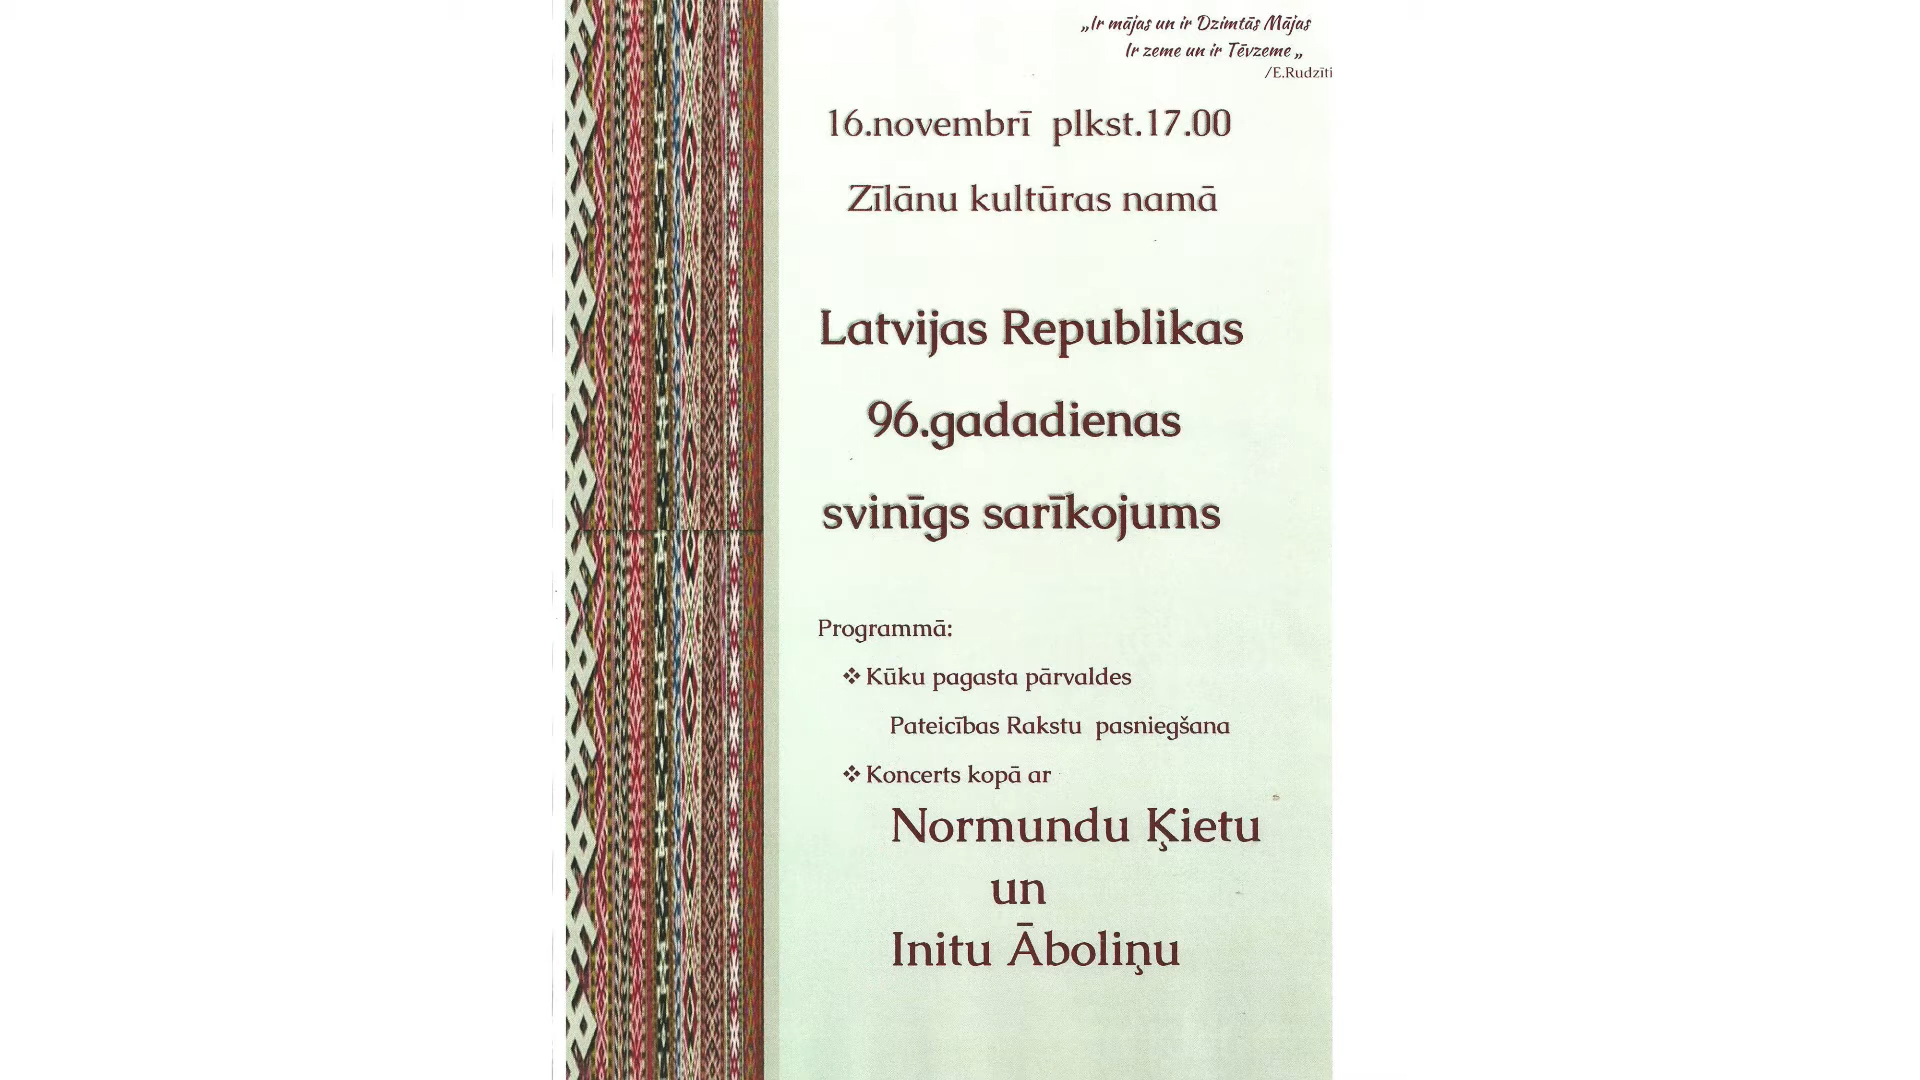 „Ir mājas un ir Dzimtās Mājas
Ir zeme un ir Tēvzeme „
/E.Rudzīti
16.novembrī plkst.17.00
Zīlānu kultūras namā
Latvijas Republikas
96.gadadienas
svinīgs sarīkojums
Programmā:
❖ Kūku pagasta pārvaldes
Pateicības Rakstu pasniegšana
❖ Koncerts kopā ar
Normundu Ķietu
un
Initu Āboliņu